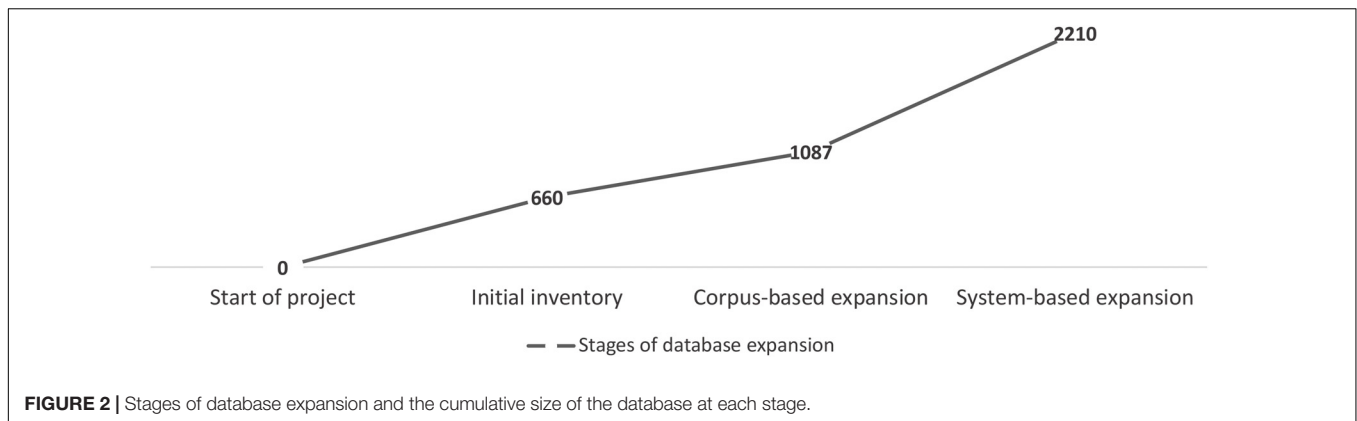 2210
1087
660
0
Start of project Initial inventory Corpus-based expansion System-based expansion
Stages of database expansion
FIGURE 2 | Stages of database expansion and the cumulative size of the database at each stage.